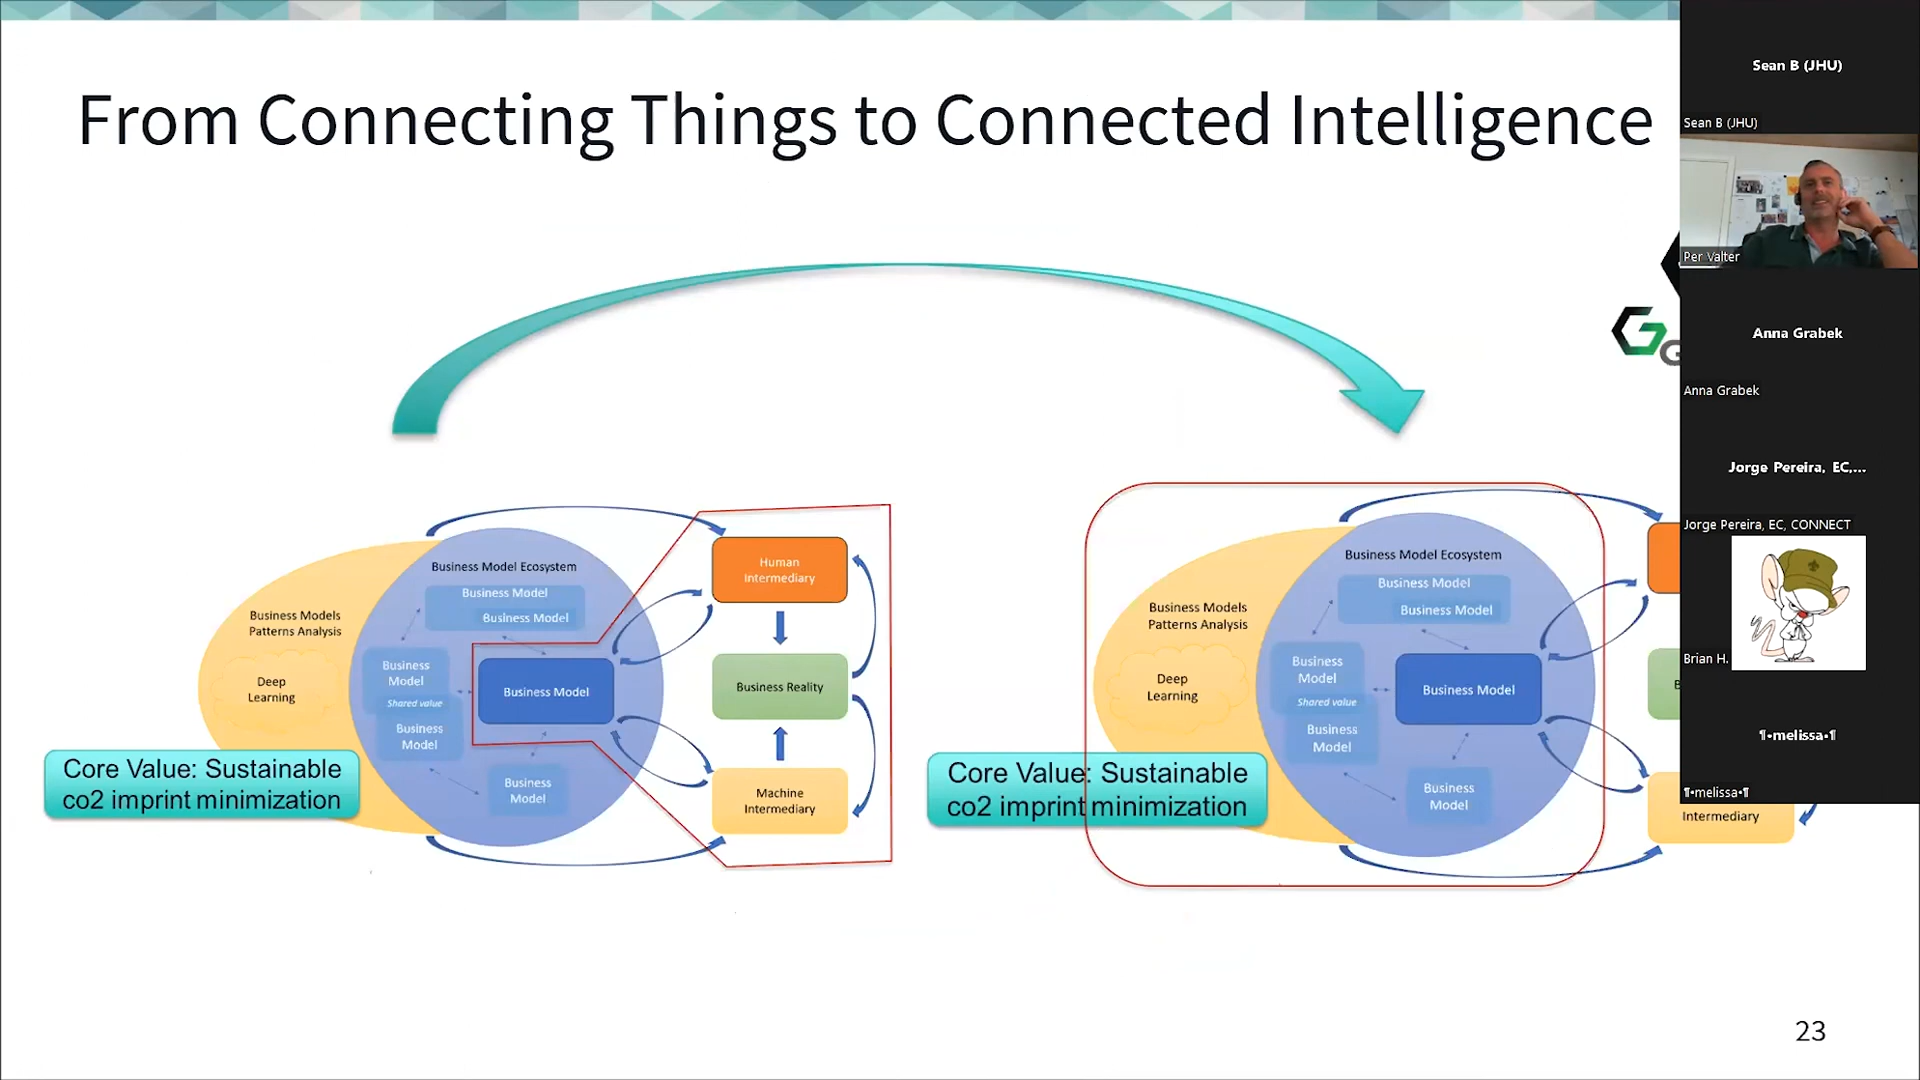 From Connecting Things to Connected Intelligence
Business Model Ecosystem
Business Model
Business Model
Business Models
Patterns Analysis
Deep
Learning
Business
Model
Shared value
Business
Model
Business Model
Business
Model
Human
Intermediary
Business Reality
Machine
Intermediary
Core Value: Sustainable
co2 imprint minimization
Business Model Ecosystem
Business Model
Business Model
Business Models
Patterns Analysis
Deep
Learning
Business
Model
Shared value
Business
Model
Business Model
Business
Model
B
Intermediary
Core Value: Sustainable
co2 imprint minimization
G
23
Sean B (JHU)
Sean B (JHU)
Per Valter
Anna Grabek
Anna Grabek
Jorge Pereira, EC,...
Jorge Pereira, EC, CONNECT
Brian H.
¶•melissa•¶
¶•melissa•¶